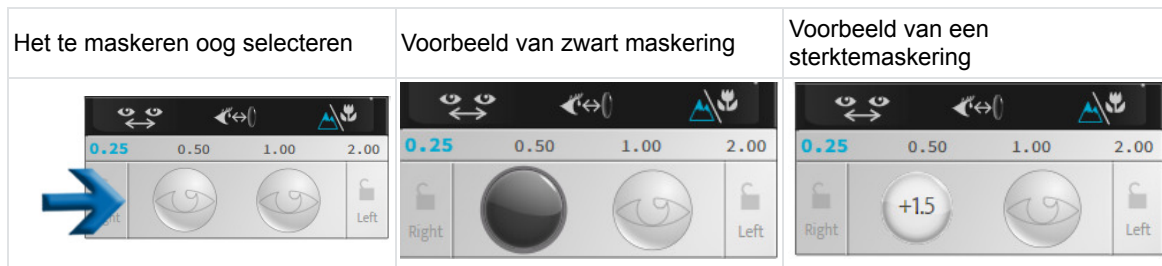 Het te maskeren oog selecteren
Voorbeeld van zwart maskering
Voorbeeld van een
sterktemaskering
0.25 0.50 1.00 2.00
Left
0.25 0.50 1.00 2.00
Right Left
0.25 0.50 1.00 2.00
+1.5
Right Left